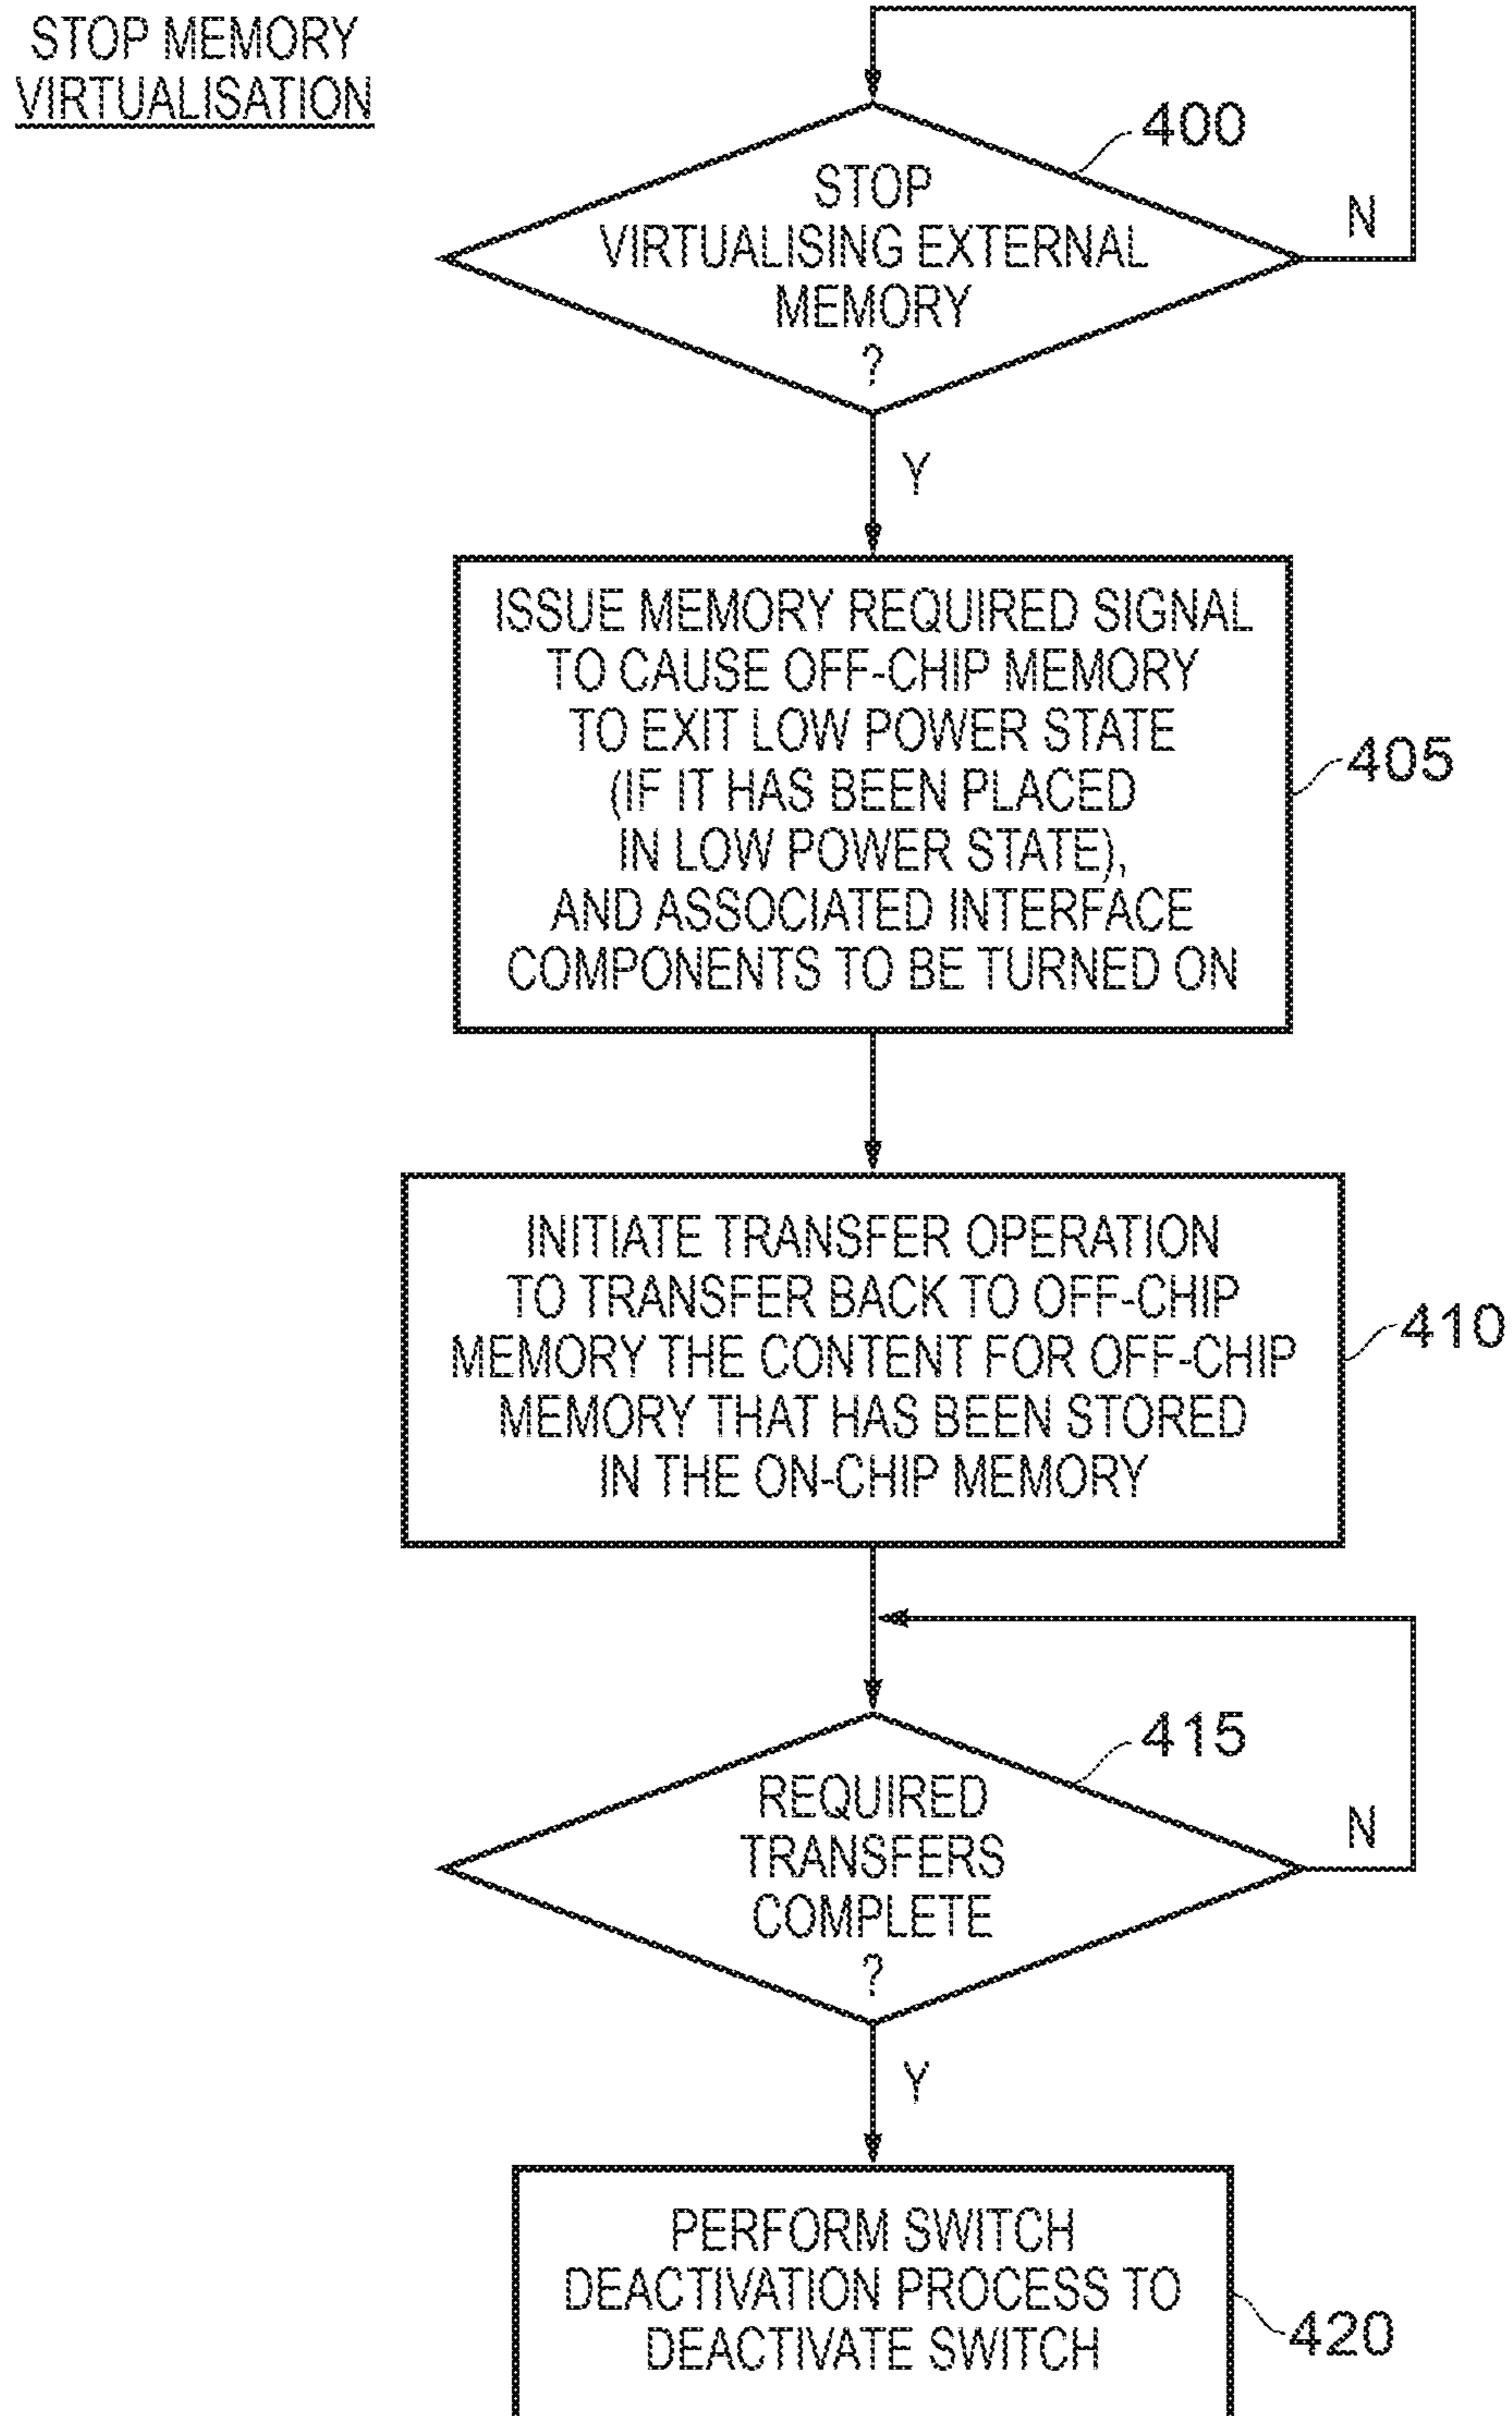 STOP MEMORY
VIRTUALISATION
400
STOP
VIRTUALISING EXTERNAL
MEMORY
?
N
Y
ISSUE MEMORY REQUIRED SIGNAL
TO CAUSE OFF-CHIP MEMORY
TO EXIT LOW POWER STATE
(IF IT HAS BEEN PLACED
IN LOW POWER STATE),
AND ASSOCIATED INTERFACE
COMPONENTS TO BE TURNED ON
405
INITIATE TRANSFER OPERATION
TO TRANSFER BACK TO OFF-CHIP
MEMORY THE CONTENT FOR OFF-CHIP
MEMORY THAT HAS BEEN STORED
IN THE ON-CHIP MEMORY
410
415
REQUIRED
TRANSFERS
COMPLETE
?
N
Y
PERFORM SWITCH
DEACTIVATION PROCESS TO
DEACTIVATE SWITCH
420